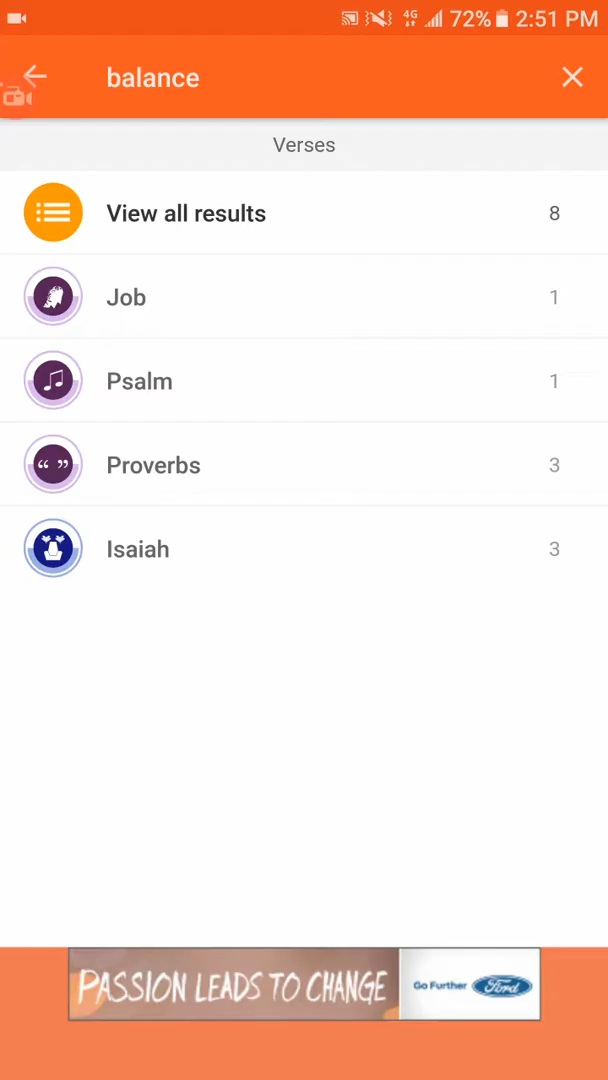 4G 72% 2:51 PM
balance
Verses
View all results 8
Job 1
Psalm 1
Proverbs 3
Isaiah 3
PASSION LEADS TO CHANGE Go Further Ford